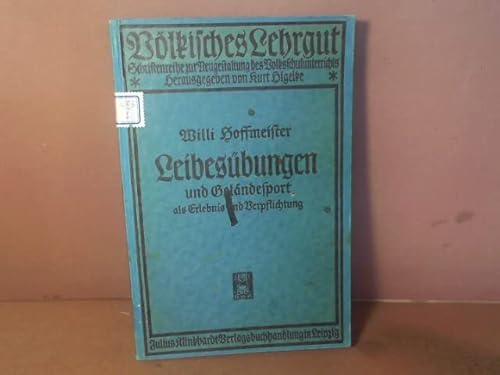 Völkisches Lehrgut
Schriftenreihe zur Neugestaltung des Volksschulunterrichts
Herausgegeben von Kurt Higelke
Willi Hoffmeister
Leibesübungen
und Geländesport
als Erlebnis und Verpflichtung
Julius Klinkhardt Verlagsbuchhandlung in Leipzig